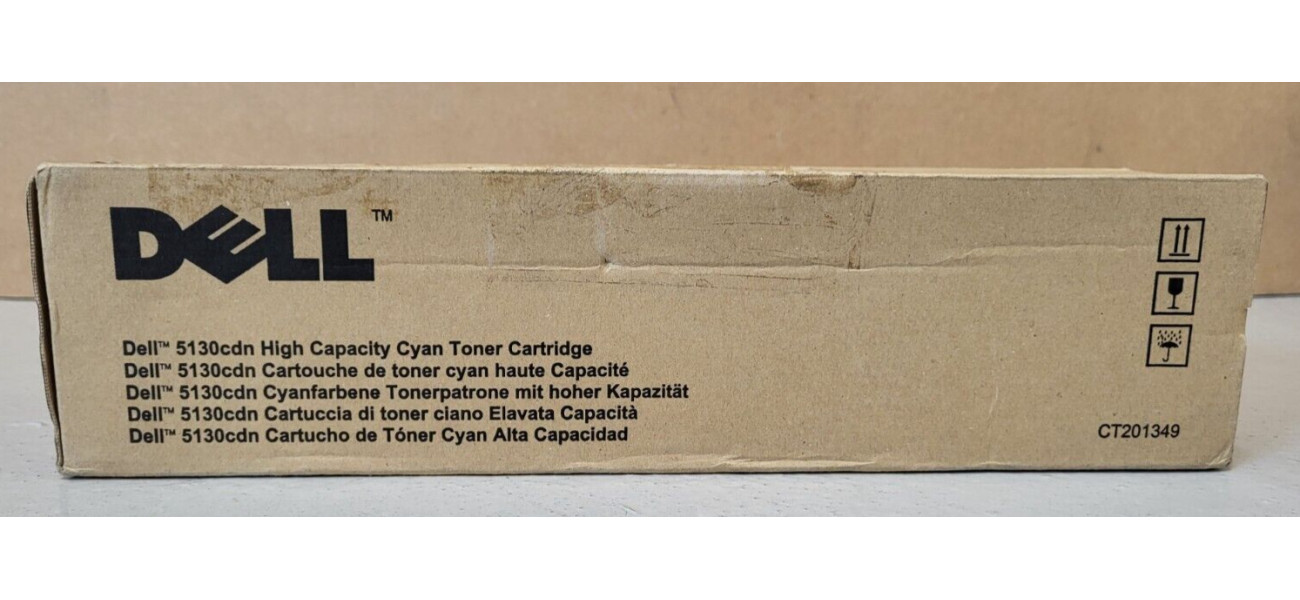 DELL™
Dell™ 5130cdn High Capacity Cyan Toner Cartridge
Dell™ 5130cdn Cartouche de toner cyan haute Capacité
Dell™ 5130cdn Cyanfarbene Tonerpatrone mit hoher Kapazität
Dell™ 5130cdn Cartuccia di toner ciano Elavata Capacità
Dell™ 5130cdn Cartucho de Tóner Cyan Alta Capacidad
CT201349